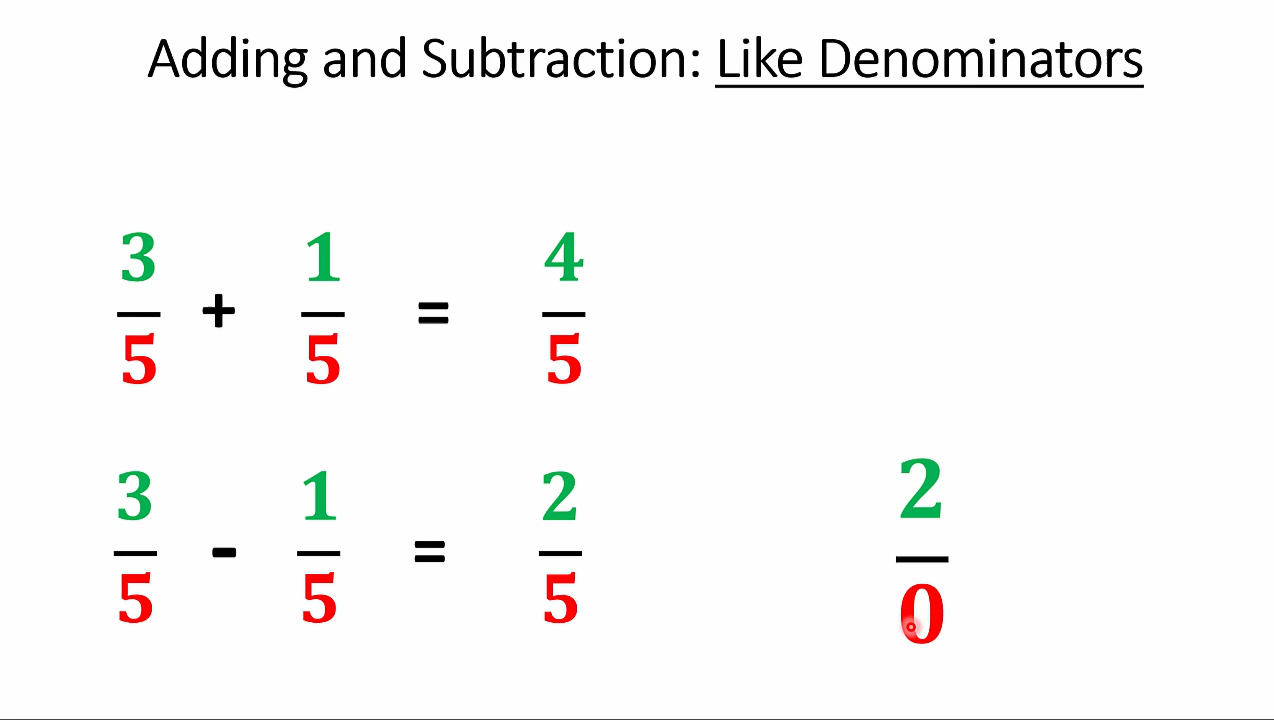 Adding and Subtraction: Like Denominators
3/5 + 1/5 = 4/5
3/5 - 1/5 = 2/5
2/0